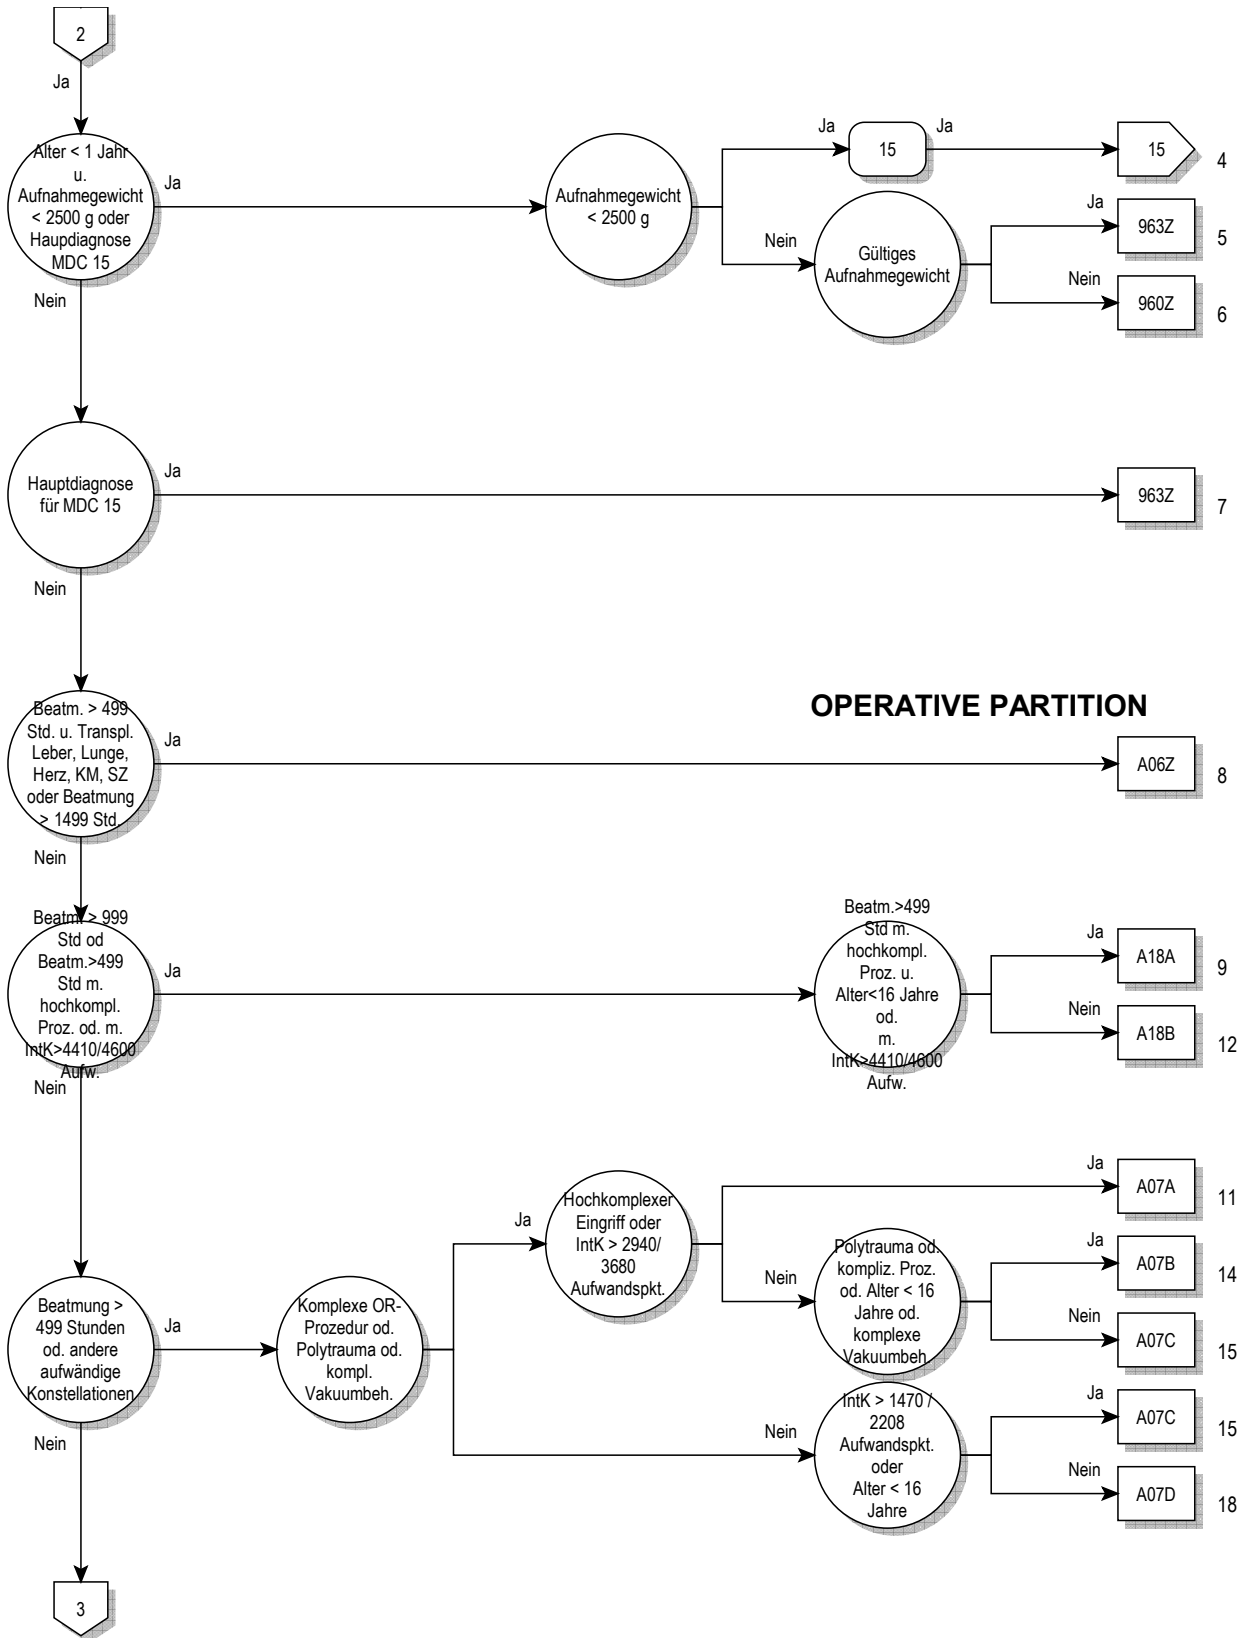 2
Ja
Alter < 1 Jahr
u.
Aufnahmegewicht
< 2500 g oder
Haupdiagnose
MDC 15
Ja
Aufnahmegewicht
< 2500 g
Ja
15
Ja
15
4
Nein
Gültiges
Aufnahmegewicht
Ja
963Z
5
Nein
960Z
6
Nein
Hauptdiagnose
für MDC 15
Ja
963Z
7
Nein
OPERATIVE PARTITION
Beatm. > 499
Std. u. Transpl.
Leber, Lunge,
Herz, KM, SZ
oder Beatmung
> 1499 Std.
Ja
A06Z
8
Nein
Beatm. > 999
Std od
Beatm.>499
Std m.
hochkompl.
Proz. od. m.
IntK>4410/4600
Aufw.
Ja
Beatm.>499
Std m.
hochkompl.
Proz. u.
Alter<16 Jahre
od.
m.
IntK>4410/4600
Aufw.
Ja
A18A
9
Nein
A18B
12
Nein
Beatmung >
499 Stunden
od. andere
aufwändige
Konstellationen
Ja
Komplexe OR-
Prozedur od.
Polytrauma od.
kompl.
Vakuumbeh.
Ja
Hochkomplexer
Eingriff oder
IntK > 2940/
3680
Aufwandspkt.
Ja
A07A
11
Nein
Polytrauma od.
kompliz. Proz.
od. Alter < 16
Jahre od.
komplexe
Vakuumbeh.
Ja
A07B
14
Nein
A07C
15
Nein
IntK > 1470 /
2208
Aufwandspkt.
oder
Alter < 16
Jahre
Ja
A07C
15
Nein
A07D
18
Nein
3